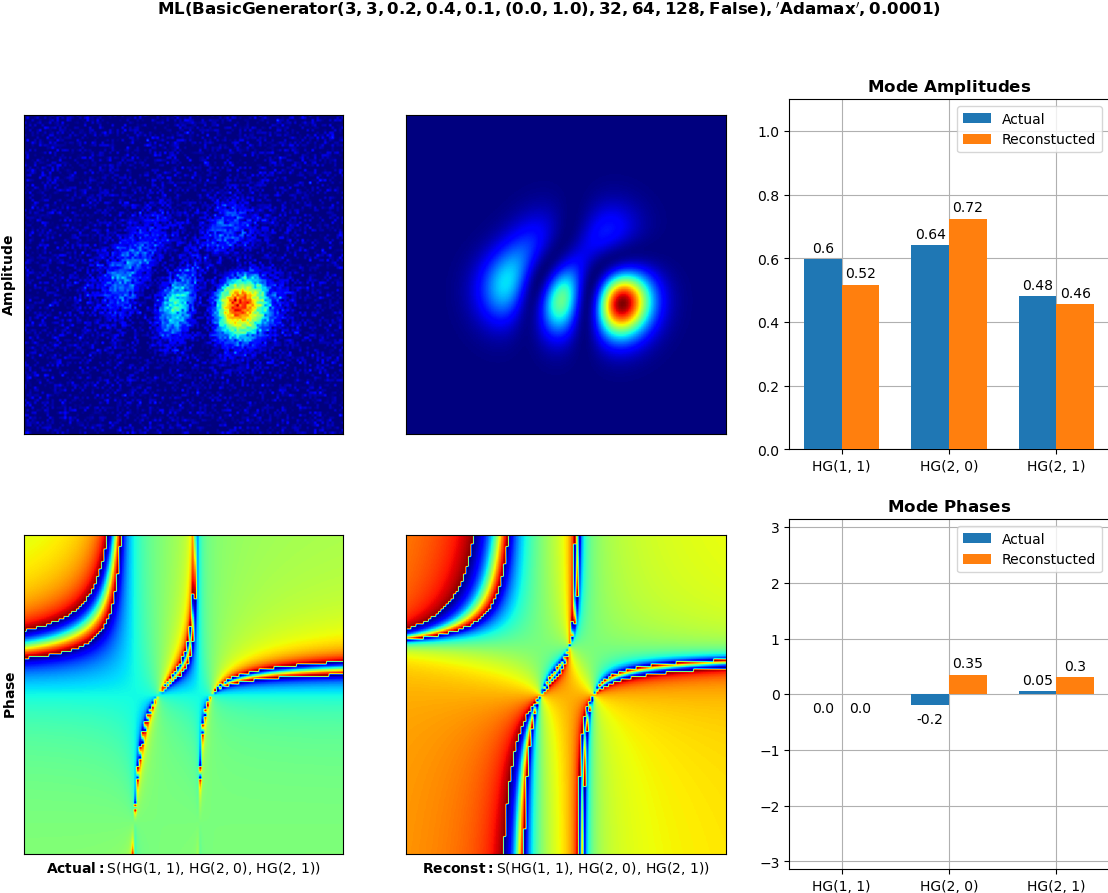 ML(BasicGenerator(3, 3, 0.2, 0.4, 0.1, (0.0, 1.0), 32, 64, 128, False), ′Adamax′, 0.0001)
Amplitude
Mode Amplitudes
Actual
Reconstucted
1.0
0.8
0.6
0.4
0.2
0.0
0.6
0.52
0.64
0.72
0.48
0.46
HG(1, 1)
HG(2, 0)
HG(2, 1)
Phase
Actual: S(HG(1, 1), HG(2, 0), HG(2, 1))
Reconst: S(HG(1, 1), HG(2, 0), HG(2, 1))
Mode Phases
Actual
Reconstucted
3
2
1
0
−1
−2
−3
0.0
0.0
-0.2
0.35
0.05
0.3
HG(1, 1)
HG(2, 0)
HG(2, 1)